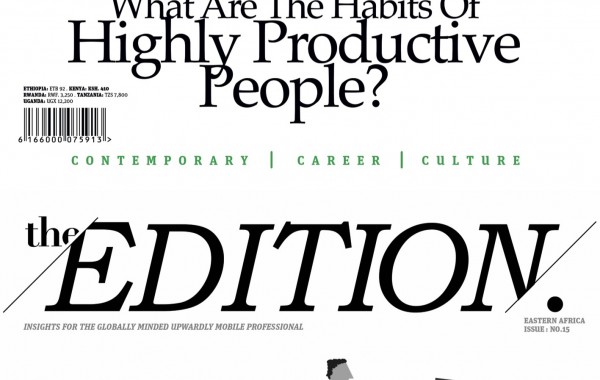 What Are The Habits Of
Highly Productive
People?
ETHIOPIA: ETB 92 . KENYA: KSH. 410
RWANDA: RWF. 3,250 . TANZANIA: TZS 7,800
UGANDA: UGX 12,200
6 166000 075913 >
CONTEMPORARY | CAREER | CULTURE
the EDITION.
INSIGHTS FOR THE GLOBALLY MINDED UPWARDLY MOBILE PROFESSIONAL
EASTERN AFRICA
ISSUE : NO.15